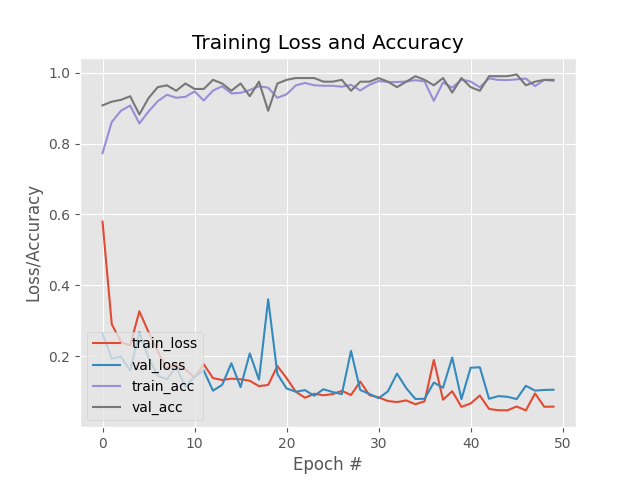 Training Loss and Accuracy
Loss/Accuracy
1.0
0.8
0.6
0.4
0.2
train_loss
val_loss
train_acc
val_acc
0 10 20 30 40 50
Epoch #